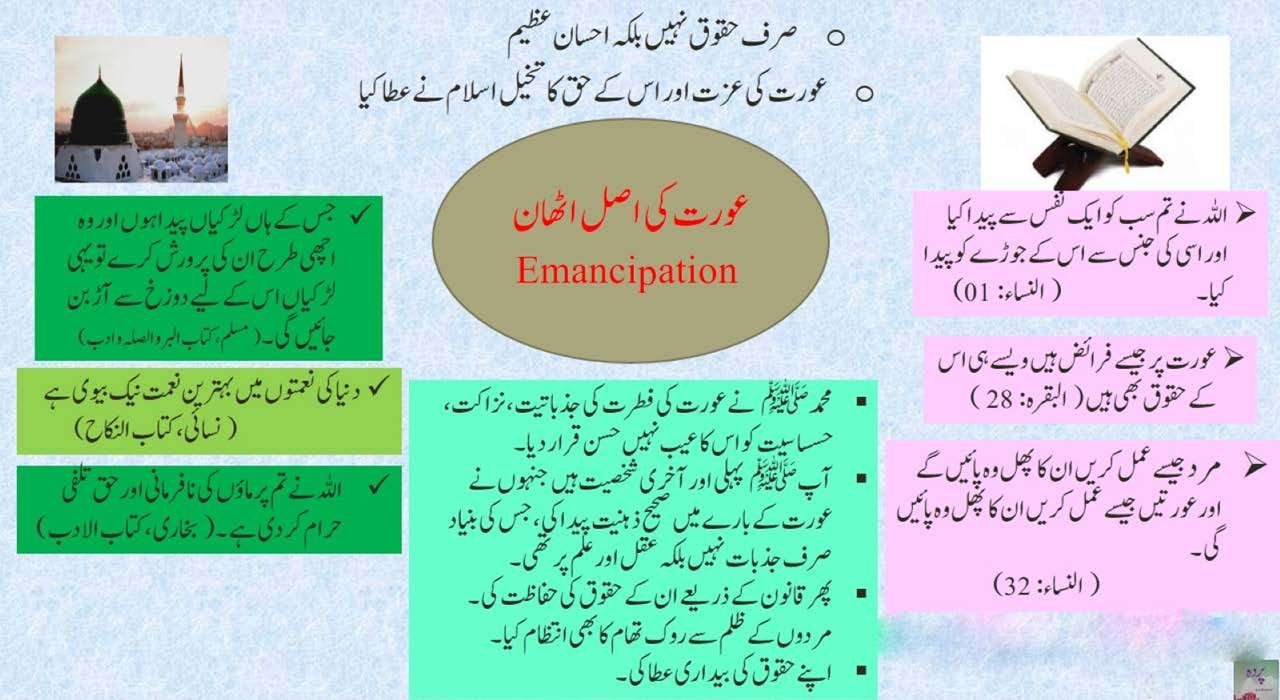 صرف حقوق نہیں بلکہ احسان عظیم
عورت کی عزت اور اس کے حق کا تخیل اسلام نے عطا کیا
عورت کی اصل اٹھان
Emancipation
اللہ نے تم سب کو ایک نفس سے پیدا کیا
اور اسی کی جنس سے اس کے جوڑے کو پیدا
کیا۔ ( النساء: 01)
عورت پر جیسے فرائض ہیں ویسے ہی اس
کے حقوق بھی ہیں ( البقرہ: 28 )
مرد جیسے عمل کریں ان کا پھل وہ پائیں گے
اور عورتیں جیسے عمل کریں ان کا پھل وہ پائیں
گی۔
( النساء: 32)
محمد ﷺ نے عورت کی فطرت کی جذباتیت، نزاکت،
حساسیت کو اس کا عیب نہیں حسن قرار دیا۔
آپ ﷺ پہلی اور آخری شخصیت ہیں جنہوں نے
عورت کے بارے میں صحیح ذہنیت پیدا کی، جس کی بنیاد
صرف جذبات نہیں بلکہ عقل اور علم پر تھی۔
پھر قانون کے ذریعے ان کے حقوق کی حفاظت کی۔
مردوں کے ظلم سے روک تھام کا بھی انتظام کیا۔
اپنے حقوق کی بیداری عطا کی۔
جس کے ہاں لڑکیاں پیدا ہوں اور وہ
اچھی طرح ان کی پرورش کرے تو یہی
لڑکیاں اس کے لیے دوزخ سے آڑ بن
جائیں گی۔ ( مسلم، کتاب البر والصلہ و ادب)
دنیا کی نعمتوں میں بہترین نعمت نیک بیوی ہے
( نسائی، کتاب النکاح)
اللہ نے تم پر ماؤں کی نافرمانی اور حق تلفی
حرام کر دی ہے۔ ( بخاری، کتاب الادب)